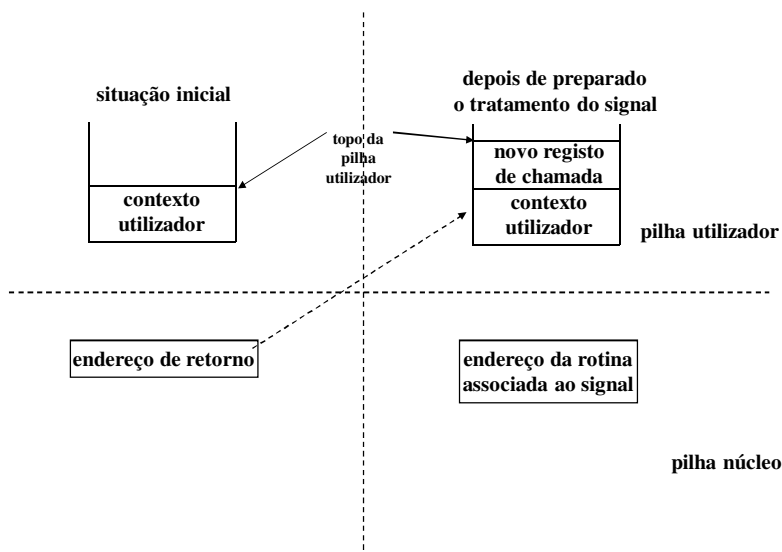 situação inicial
depois de preparado
o tratamento do signal
topo da
pilha
utilizador
contexto
utilizador
novo registo
de chamada
contexto
utilizador
pilha utilizador
endereço de retorno
endereço da rotina
associada ao signal
pilha núcleo